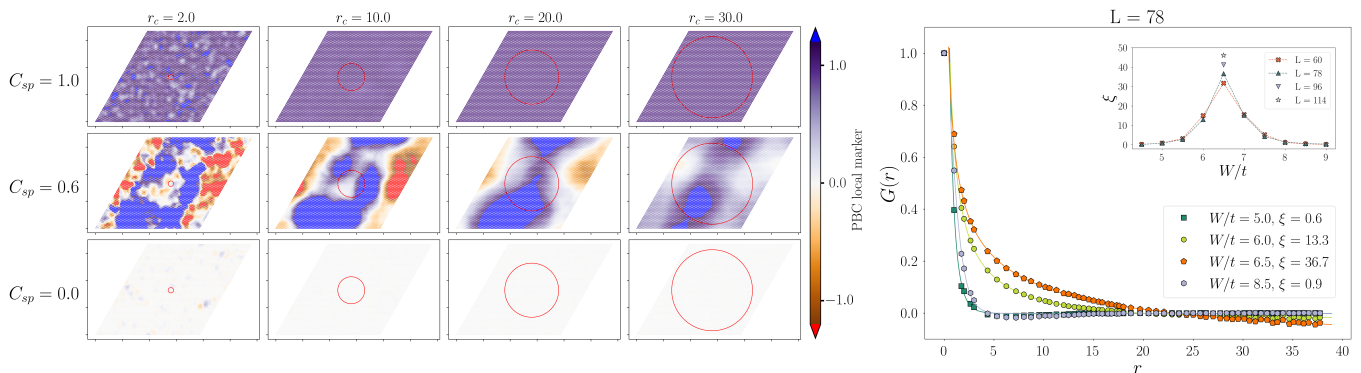 r_c = 2.0
r_c = 10.0
r_c = 20.0
r_c = 30.0
C_sp = 1.0
C_sp = 0.6
C_sp = 0.0
1.0
0.0
−1.0
PBC local marker
L = 78
1.0
0.8
0.6
0.4
0.2
0.0
G(r)
0
5
10
15
20
25
30
35
40
r
50
40
30
20
10
0
ξ
5
6
7
8
9
W/t
L = 60
L = 78
L = 96
L = 114
W/t = 5.0, ξ = 0.6
W/t = 6.0, ξ = 13.3
W/t = 6.5, ξ = 36.7
W/t = 8.5, ξ = 0.9